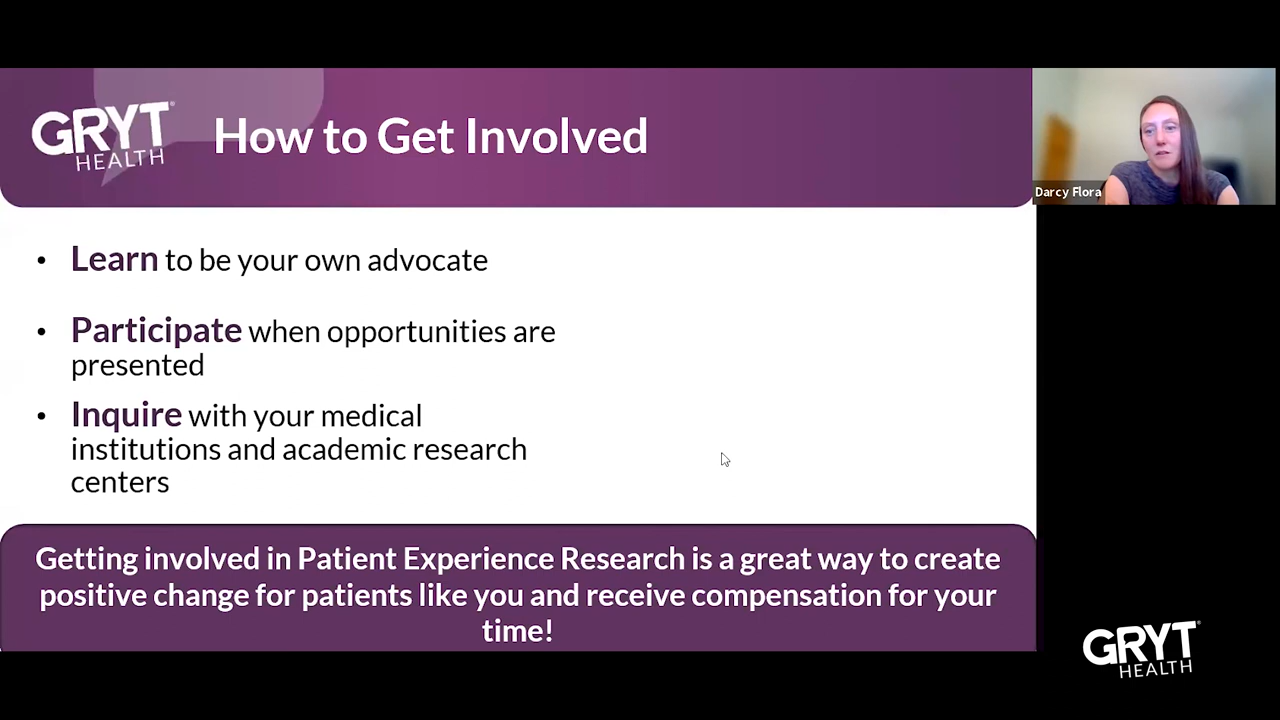 GRYT®
HEALTH
How to Get Involved
Darcy Flora
• Learn to be your own advocate
• Participate when opportunities are
presented
• Inquire with your medical
institutions and academic research
centers
Getting involved in Patient Experience Research is a great way to create
positive change for patients like you and receive compensation for your
time!
GRYT®
HEALTH